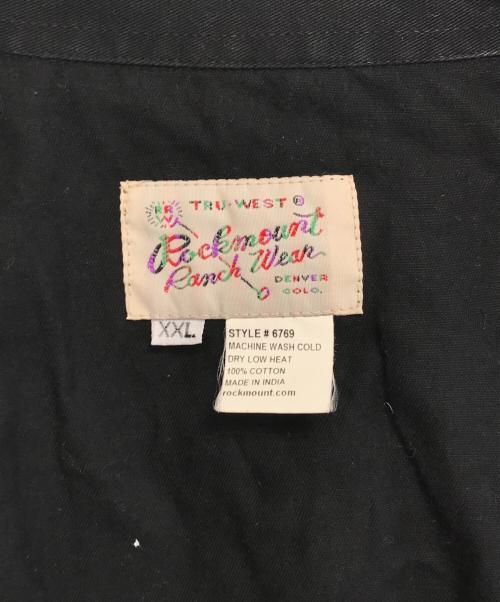 TRU-WEST ®
RR
W
Rockmount
Ranch Wear
DENVER
COLO.
XXL
STYLE # 6769
MACHINE WASH COLD
DRY LOW HEAT
100% COTTON
MADE IN INDIA
rockmount.com